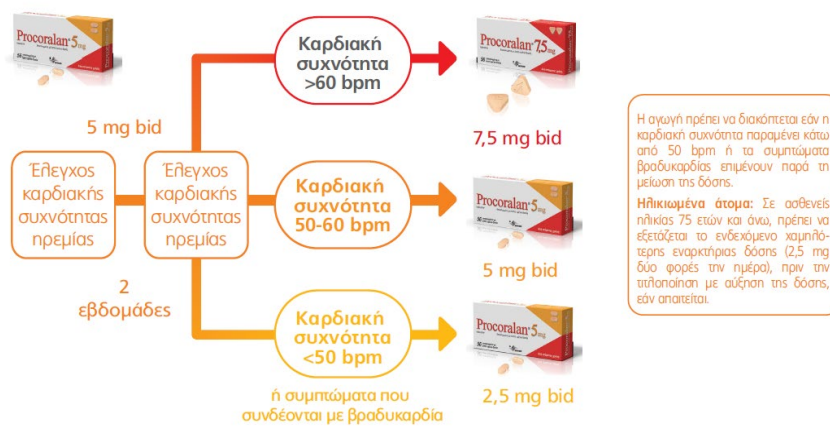 Procoralan® 5 mg
5 mg bid
Έλεγχος
καρδιακής
συχνότητας
ηρεμίας
2
εβδομάδες
Έλεγχος
καρδιακής
συχνότητας
ηρεμίας
Καρδιακή
συχνότητα
>60 bpm
Procoralan® 7,5 mg
7,5 mg bid
Καρδιακή
συχνότητα
50-60 bpm
Procoralan® 5 mg
5 mg bid
Καρδιακή
συχνότητα
<50 bpm
ή συμπτώματα που
συνδέονται με βραδυκαρδία
Procoralan® 5 mg
2,5 mg bid
Η αγωγή πρέπει να διακόπτεται εάν η
καρδιακή συχνότητα παραμένει κάτω
από 50 bpm ή τα συμπτώματα
βραδυκαρδίας επιμένουν παρά τη
μείωση της δόσης.
Ηλικιωμένα άτομα: Σε ασθενείς
ηλικίας 75 ετών και άνω, πρέπει να
εξετάζεται το ενδεχόμενο χαμηλό-
τερης εναρκτήριας δόσης (2,5 mg
δύο φορές την ημέρα), πριν την
τιτλοποίηση με αύξηση της δόσης,
εάν απαιτείται.